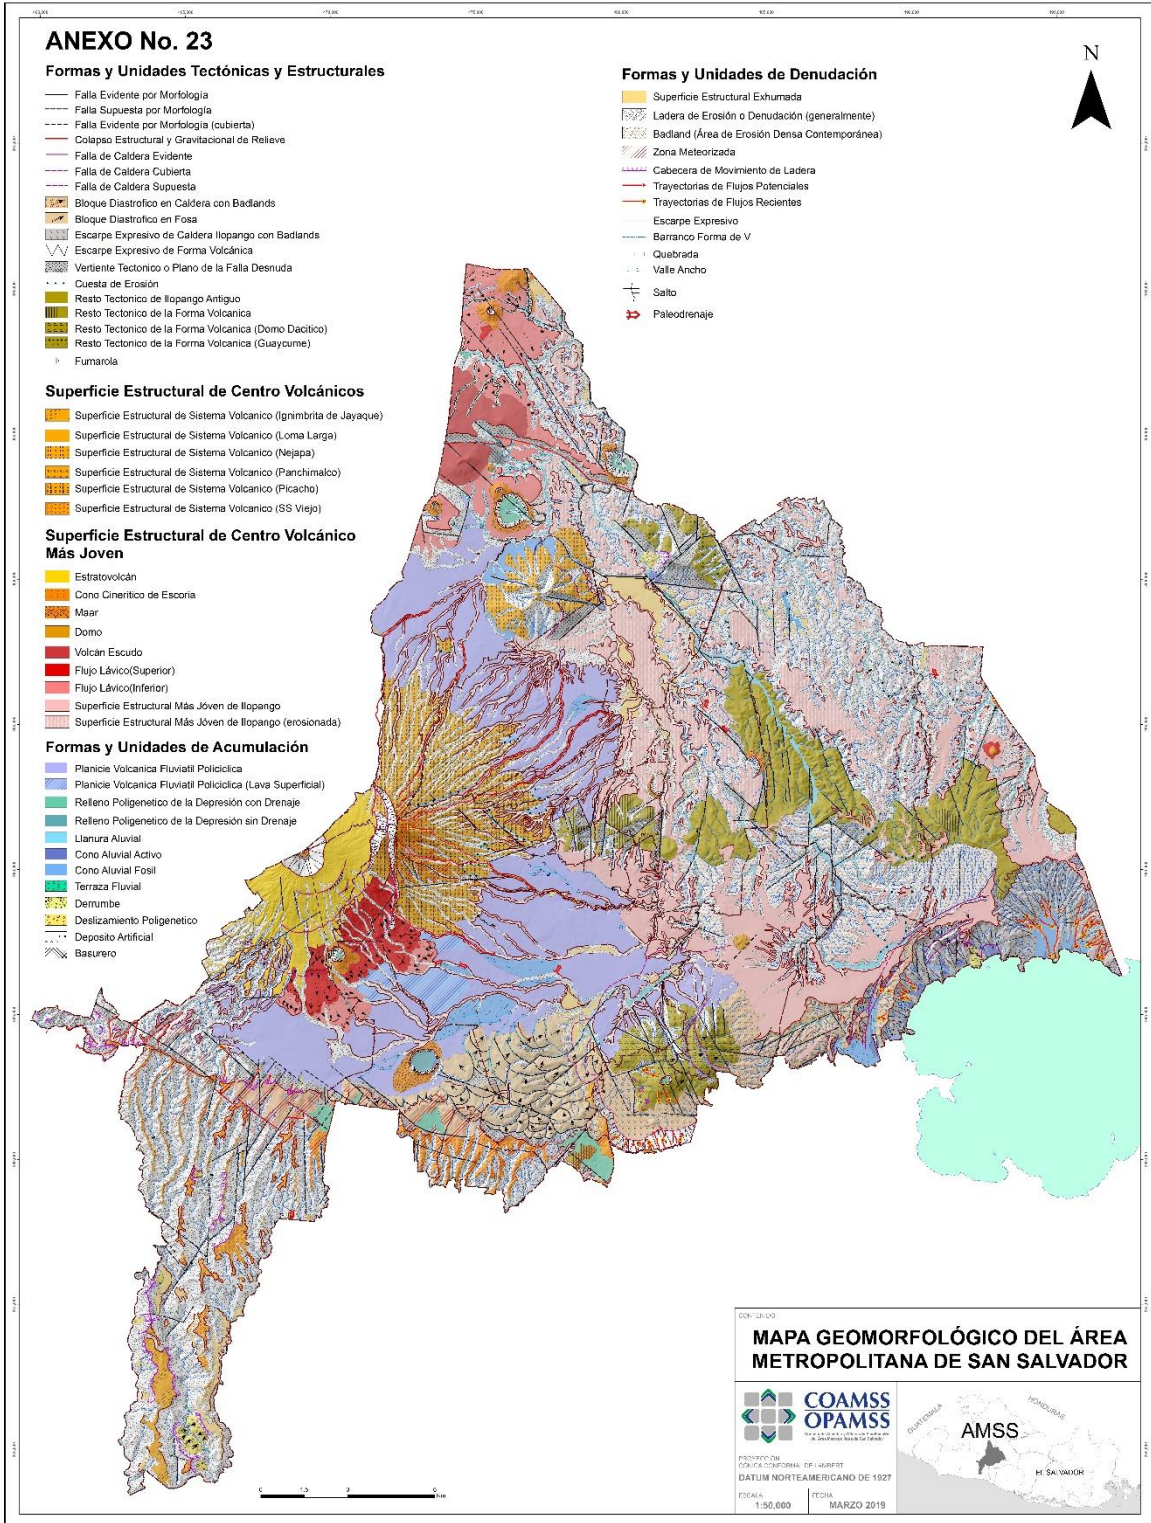 ANEXO No. 23
Formas y Unidades Tectónicas y Estructurales
Falla Evidente por Morfología
Falla Supuesta por Morfología
Falla Evidente por Morfología (cubierta)
Colapso Estructural y Gravitacional de Relieve
Falla de Caldera Evidente
Falla de Caldera Cubierta
Falla de Caldera Supuesta
Bloque Diastrofico en Caldera con Badlands
Bloque Diastrofico en Fosa
Escarpe Expresivo de Caldera Ilopango con Badlands
Escarpe Expresivo de Forma Volcánica
Vertiente Tectonico o Plano de la Falla Desnuda
Cuesta de Erosión
Resto Tectonico de Ilopango Antiguo
Resto Tectonico de la Forma Volcanica
Resto Tectonico de la Forma Volcanica (Domo Dacitico)
Resto Tectonico de la Forma Volcanica (Guaycume)
Fumarola
Superficie Estructural de Centro Volcánicos
Superficie Estructural de Sistema Volcanico (Ignimbrita de Jayaque)
Superficie Estructural de Sistema Volcanico (Loma Larga)
Superficie Estructural de Sistema Volcanico (Nejapa)
Superficie Estructural de Sistema Volcanico (Panchimalco)
Superficie Estructural de Sistema Volcanico (Picacho)
Superficie Estructural de Sistema Volcanico (SS Viejo)
Superficie Estructural de Centro Volcánico
Más Joven
Estratovolcán
Cono Cineritico de Escoria
Maar
Domo
Volcán Escudo
Flujo Lávico(Superior)
Flujo Lávico(Inferior)
Superficie Estructural Más Jóven de Ilopango
Superficie Estructural Más Jóven de Ilopango (erosionada)
Formas y Unidades de Acumulación
Planicie Volcanica Fluviatil Policiclica
Planicie Volcanica Fluviatil Policiclica (Lava Superficial)
Relleno Poligenetico de la Depresión con Drenaje
Relleno Poligenetico de la Depresión sin Drenaje
Llanura Aluvial
Cono Aluvial Activo
Cono Aluvial Fosil
Terraza Fluvial
Derrumbe
Deslizamiento Poligenetico
Deposito Artificial
Basurero
Formas y Unidades de Denudación
Superficie Estructural Exhumada
Ladera de Erosión o Denudación (generalmente)
Badland (Área de Erosión Densa Contemporánea)
Zona Meteorizada
Cabecera de Movimiento de Ladera
Trayectorias de Flujos Potenciales
Trayectorias de Flujos Recientes
Escarpe Expresivo
Barranco Forma de V
Quebrada
Valle Ancho
Salto
Paleodrenaje
N
0 1.5 3 6
Km
CONTENIDO
MAPA GEOMORFOLÓGICO DEL ÁREA
METROPOLITANA DE SAN SALVADOR
COAMSS
OPAMSS
PROYECCIÓN
CÓNICA CONFORMAL DE LAMBERT
DATUM NORTEAMERICANO DE 1927
ESCALA
1:50,000
FECHA
MARZO 2019
GUATEMALA
HONDURAS
AMSS
EL SALVADOR